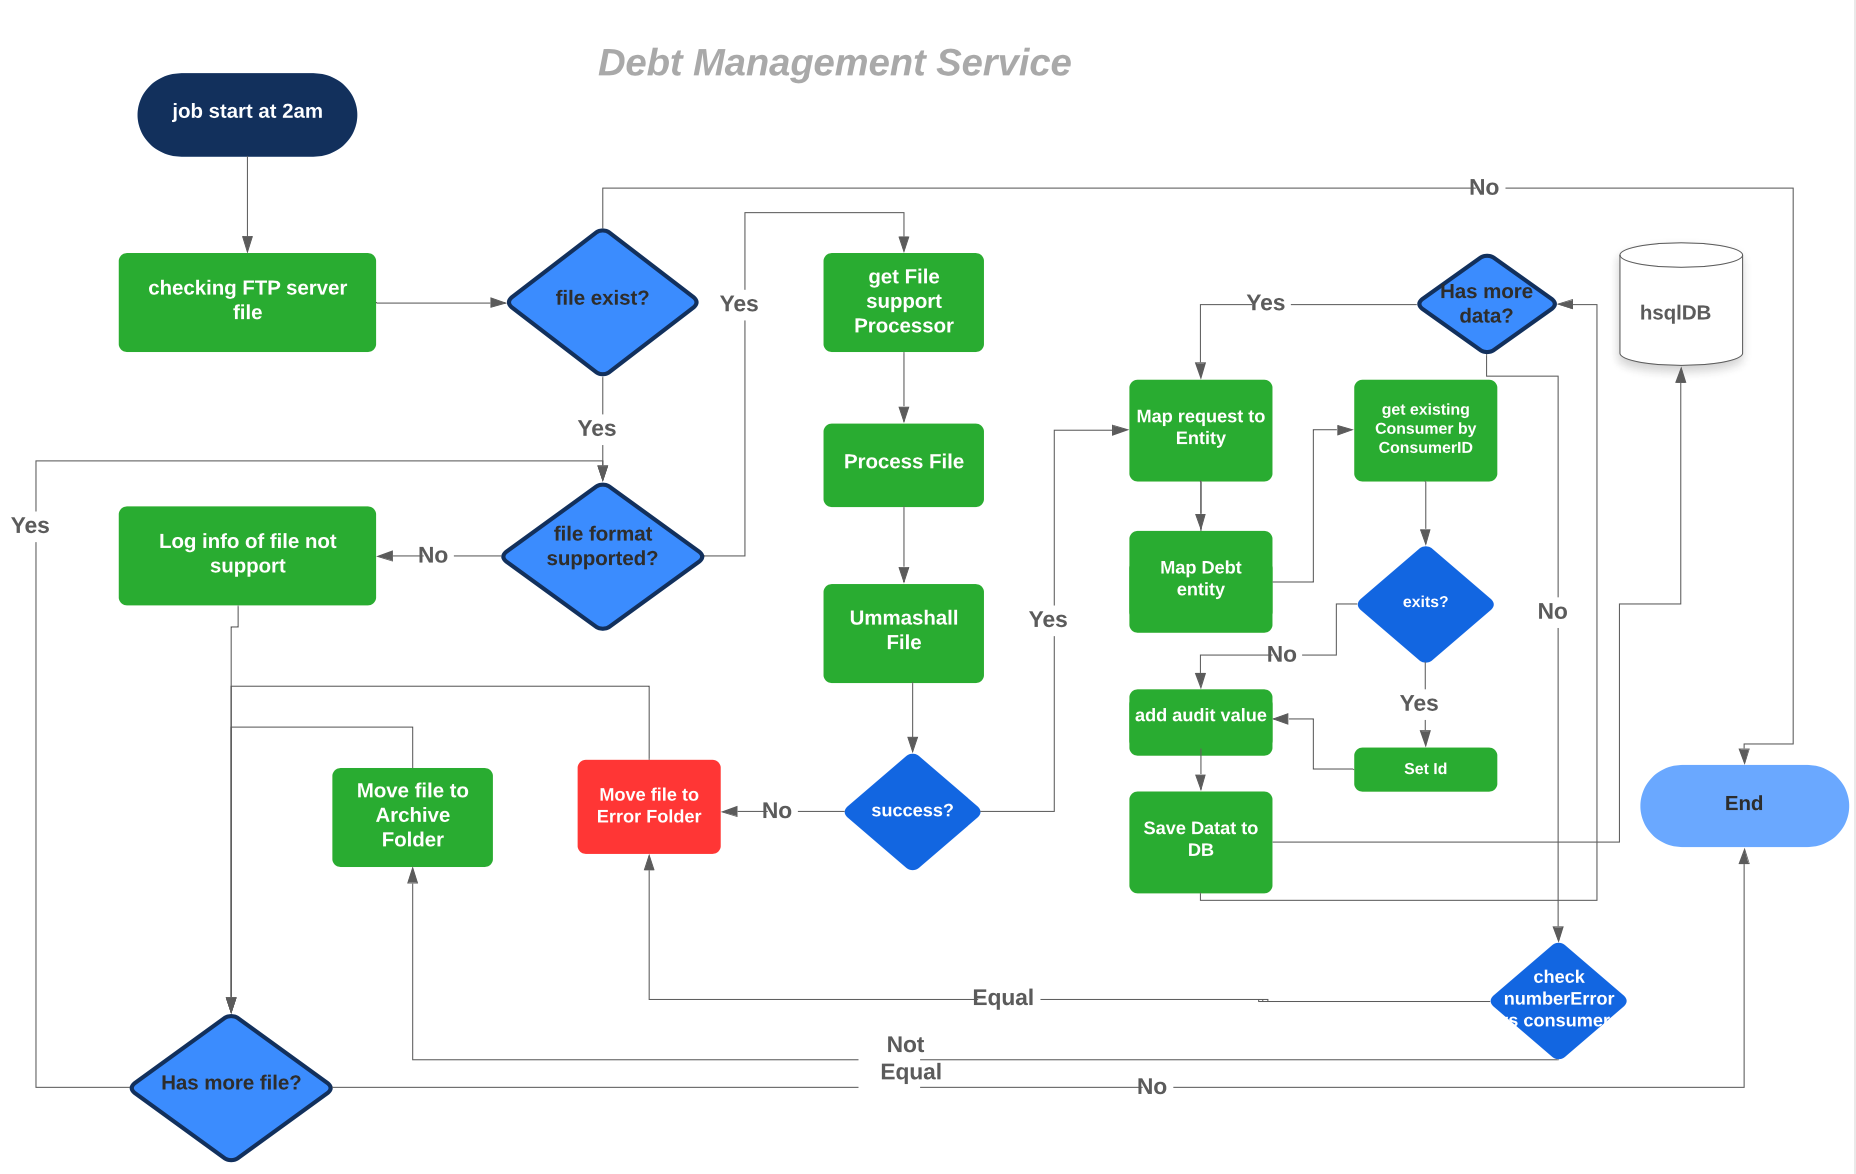 Debt Management Service
job start at 2am
No
checking FTP server
file
file exist?
Yes
get File
support
Processor
Yes
Has more
data?
hsqlDB
Yes
Process File
Map request to
Entity
get existing
Consumer by
ConsumerID
Yes
Log info of file not
support
No
file format
supported?
Ummashall
File
Yes
Map Debt
entity
exits?
No
No
Yes
add audit value
Set Id
Move file to
Archive
Folder
Move file to
Error Folder
No
success?
Save Datat to
DB
End
check
numberError
s consumer
Equal
Not
Equal
Has more file?
No